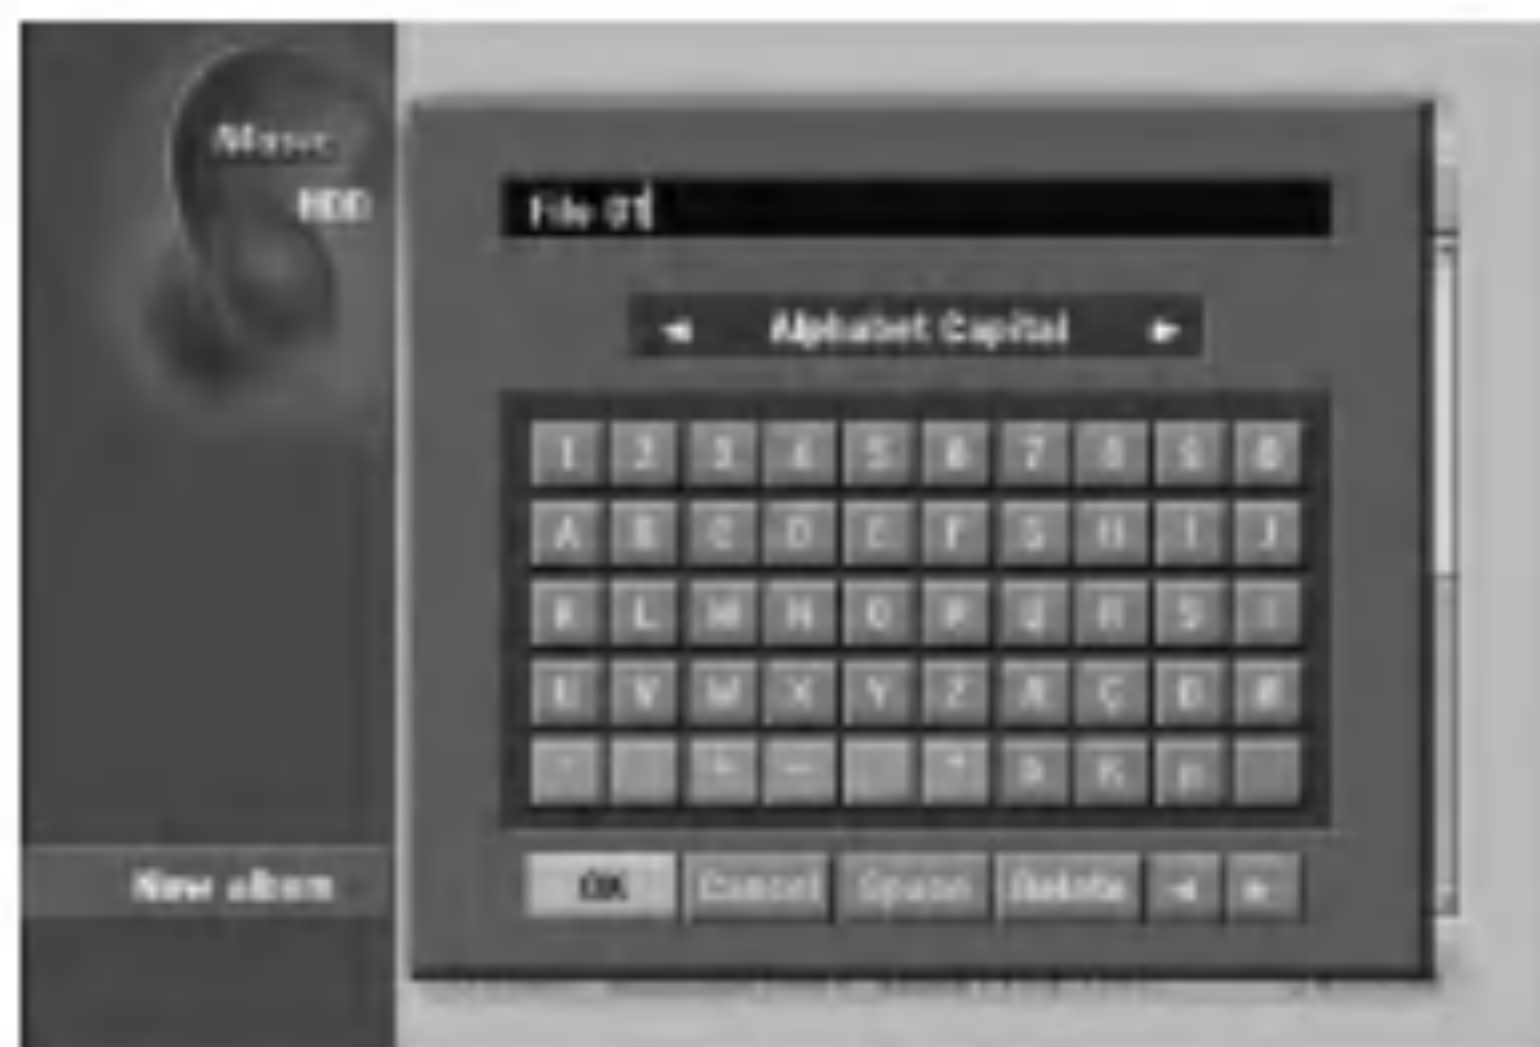 Music
HDD
File 01
◄ Alphabet Capital ►
1 2 3 4 5 6 7 8 9 0
A B C D E F G H I J
K L M N O P Q R S T
U V W X Y Z Æ Ç Ð Ø
OK Cancel Space Delete ◄ ►
New album